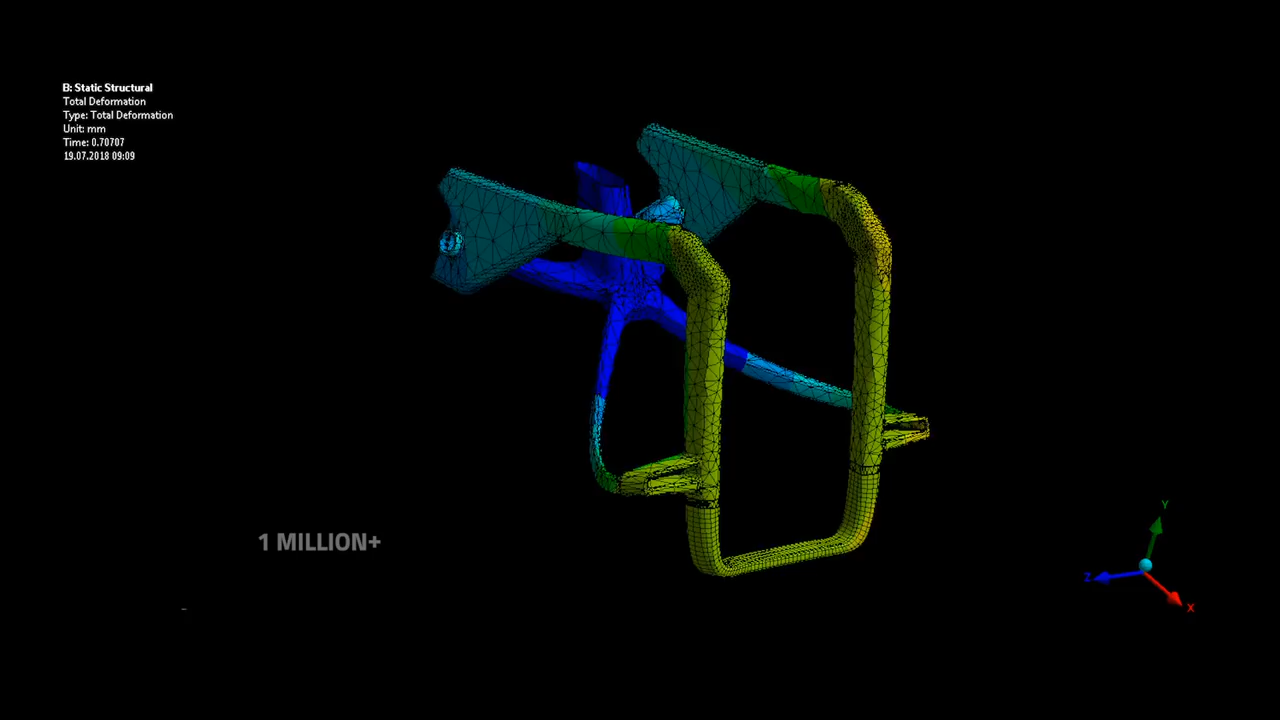 B: Static Structural
Total Deformation
Type: Total Deformation
Unit: mm
Time: 0.70707
19.07.2018 09:09
1 MILLION+
Y
Z
X